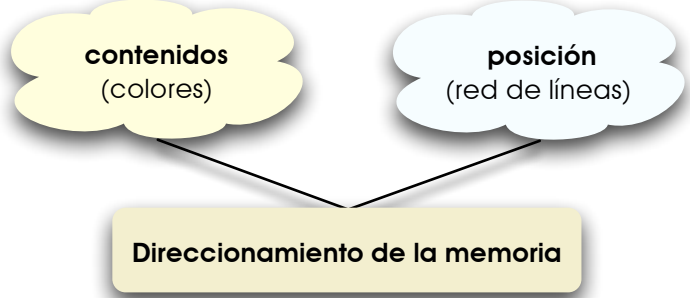 contenidos
(colores)
posición
(red de líneas)
Direccionamiento de la memoria